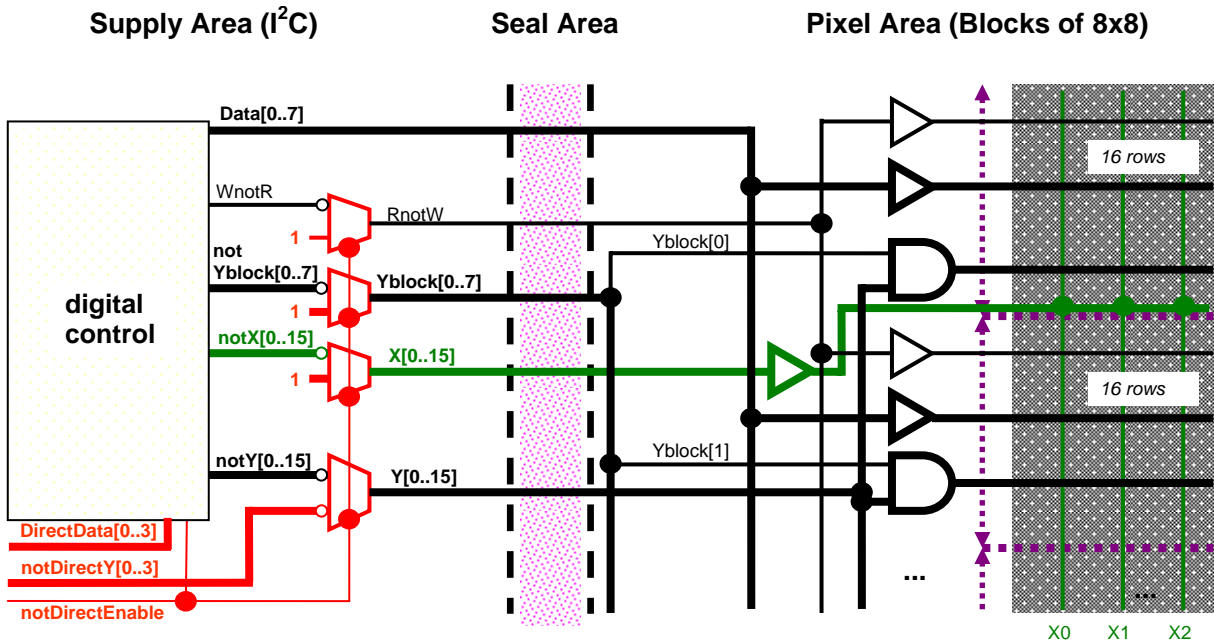 Supply Area (I²C)
Seal Area
Pixel Area (Blocks of 8x8)
Data[0..7]
16 rows
WnotR
RnotW
1
Yblock[0]
not
Yblock[0..7]
Yblock[0..7]
1
digital
control
notX[0..15]
X[0..15]
1
16 rows
Yblock[1]
notY[0..15]
Y[0..15]
DirectData[0..3]
notDirectY[0..3]
notDirectEnable
...
...
X0
X1
X2